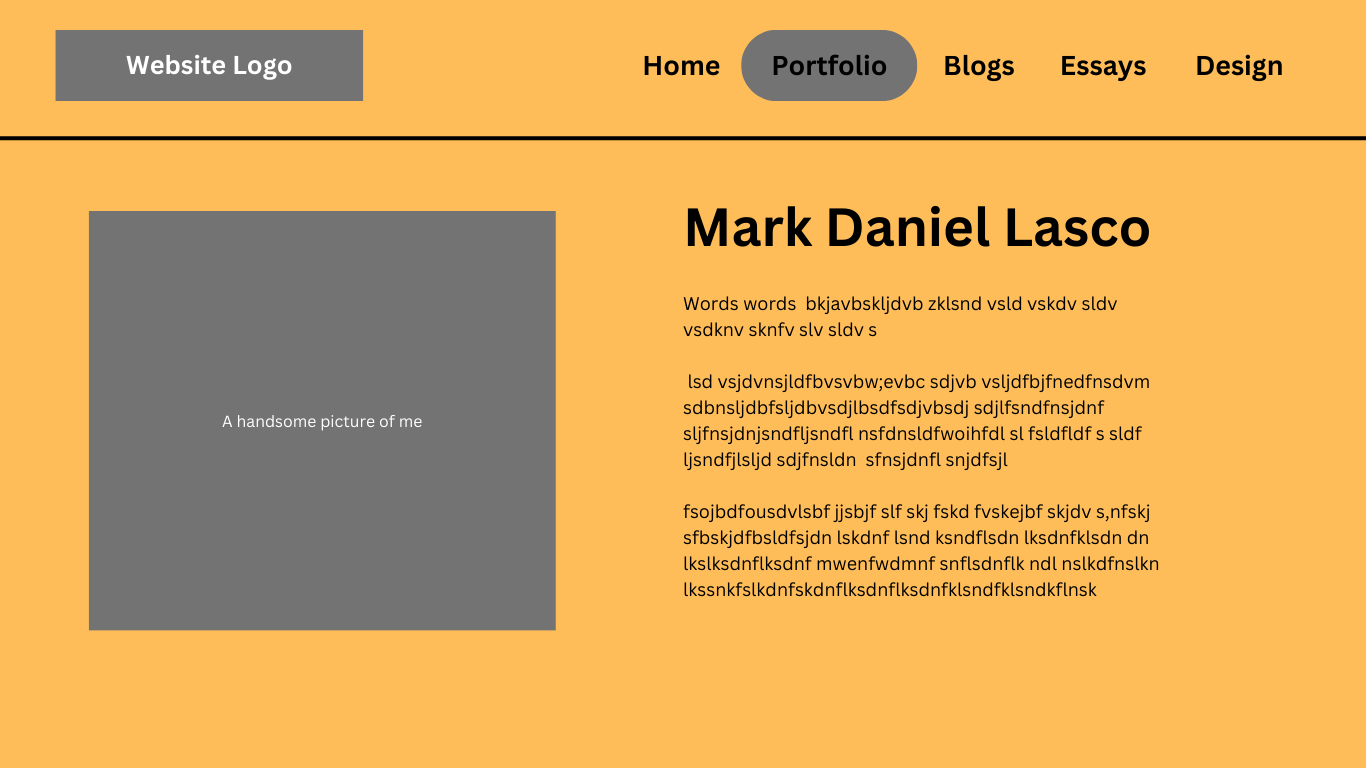 Website Logo
Home Portfolio Blogs Essays Design
Mark Daniel Lasco
A handsome picture of me
Words words  bkjavbskljdvb zklsnd vsld vskdv sldv
vsdknv sknfv slv sldv s
lsd vsjdvnsjldfbvsvbw;evbc sdjvb vsljdfbjfnedfnsdvm
sdbnsljdbfsljdbvsdjlbsdfsdjvbsdj sdjlfsndfnsjdnf
sljfnsjdnjsndfljsndfl nsfdnsldfwoihfdl sl fsldfldf s sldf
ljsndfjlsljd sdjfnsldn  sfnsjdnfl snjdfsjl
fsojbdfousdvlsbf jjsbjf slf skj fskd fvskejbf skjdv s,nfskj
sfbskjdfbsldfsjdn lskdnf lsnd ksndflsdn lksdnfklsdn dn
lkslksdnflksdnf mwenfwdmnf snflsdnflk ndl nslkdfnslkn
lkssnkfslkdnfskdnflksdnflksdnfklsndfklsndkflnsk